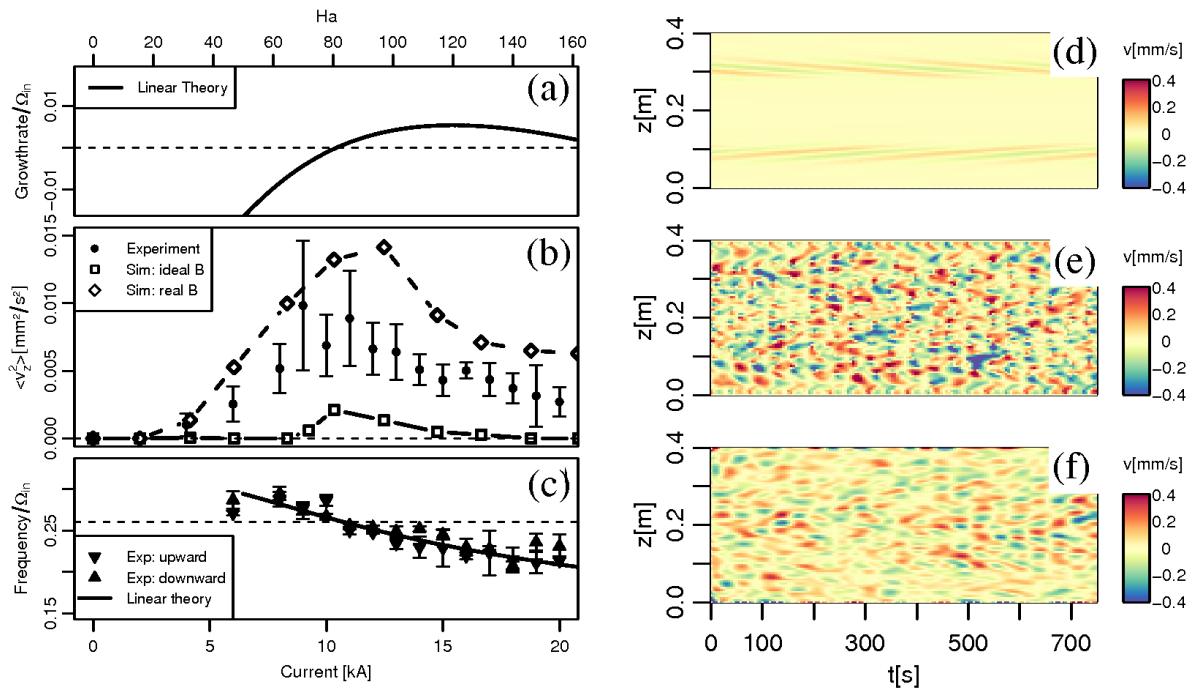 Ha
0 20 40 60 80 100 120 140 160
Growthrate/Ω_in
0.01
-0.01
Linear Theory
(a)
<v_z^2> [mm²/s²]
0.015
0.010
0.005
0.000
Experiment
Sim: ideal B
Sim: real B
(b)
Frequency/Ω_in
0.25
0.15
Exp: upward
Exp: downward
Linear theory
(c)
0 5 10 15 20
Current [kA]
z[m]
0.4
0.2
0.0
(d)
v[mm/s]
0.4
0.2
0
−0.2
−0.4
z[m]
0.4
0.2
0.0
(e)
v[mm/s]
0.4
0.2
0
−0.2
−0.4
z[m]
0.4
0.2
0.0
(f)
v[mm/s]
0.4
0.2
0
−0.2
−0.4
0 100 300 500 700
t[s]